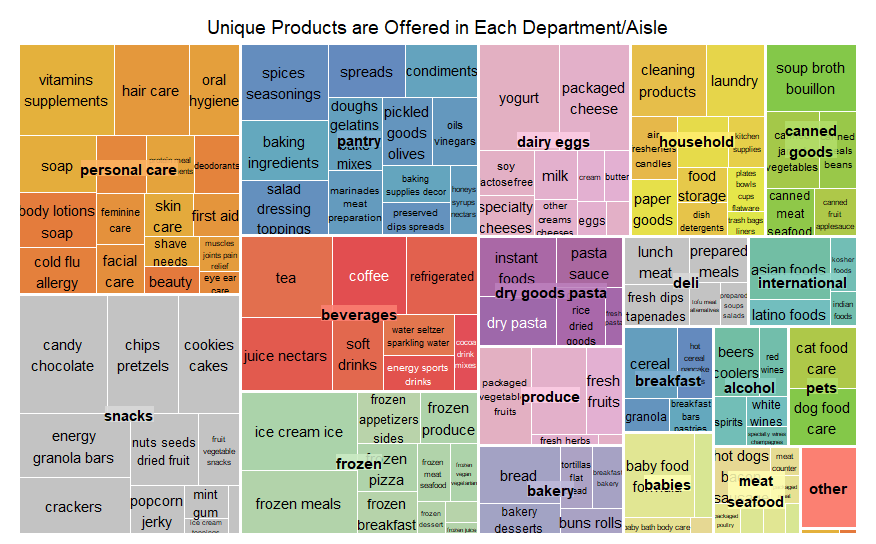 Unique Products are Offered in Each Department/Aisle
vitamins
supplements
hair care
oral
hygiene
soap
deodorants
personal care
body lotions
soap
feminine
care
skin
care
first aid
cold flu
allergy
facial
care
shave
needs
beauty
muscles
joints pain
relief
eye ear
care
candy
chocolate
chips
pretzels
cookies
cakes
snacks
energy
granola bars
nuts seeds
dried fruit
fruit
vegetable
snacks
crackers
popcorn
jerky
mint
gum
ice cream
spices
seasonings
spreads
condiments
baking
ingredients
doughs
gelatins
mixes
pickled
goods
olives
oils
vinegars
pantry
salad
dressing
toppings
marinades
meat
preparation
baking
supplies decor
preserved
dips spreads
honeys
syrups
nectars
tea
coffee
refrigerated
beverages
juice nectars
soft
drinks
water seltzer
sparkling water
energy sports
drinks
cocoa
drink
mixes
ice cream ice
frozen
appetizers
sides
frozen
produce
frozen
frozen meals
frozen
pizza
frozen
meat
seafood
frozen
vegan
vegetarian
frozen
breakfast
frozen
dessert
frozen juice
yogurt
packaged
cheese
dairy eggs
soy
lactosefree
milk
cream
butter
specialty
cheeses
other
creams
cheeses
eggs
instant
foods
pasta
sauce
dry goods pasta
dry pasta
rice
dried
goods
fresh
pasta
packaged
vegetables
fruits
produce
fresh
fruits
fresh herbs
bread
tortillas
flat
breakfast
bakery
bakery
bakery
desserts
buns rolls
cleaning
products
laundry
air
fresheners
candles
household
kitchen
supplies
food
storage
paper
goods
dish
detergents
plates
bowls
cups
flatware
trash bags
liners
soup broth
bouillon
canned
goods
vegetables
beans
canned
meat
seafood
canned
fruit
applesauce
lunch
meat
prepared
meals
deli
fresh dips
tapenades
tofu meat
alternatives
prepared
soups
salads
asian foods
kosher
foods
international
latino foods
indian
foods
cereal
hot
cereal
pancake
breakfast
granola
breakfast
bars
pastries
beers
coolers
red
wines
alcohol
spirits
white
wines
specialty wines
champagnes
cat food
care
pets
dog food
care
baby food
formula
babies
baby bath body care
hot dogs
meat
counter
meat
seafood
packaged
poultry
other